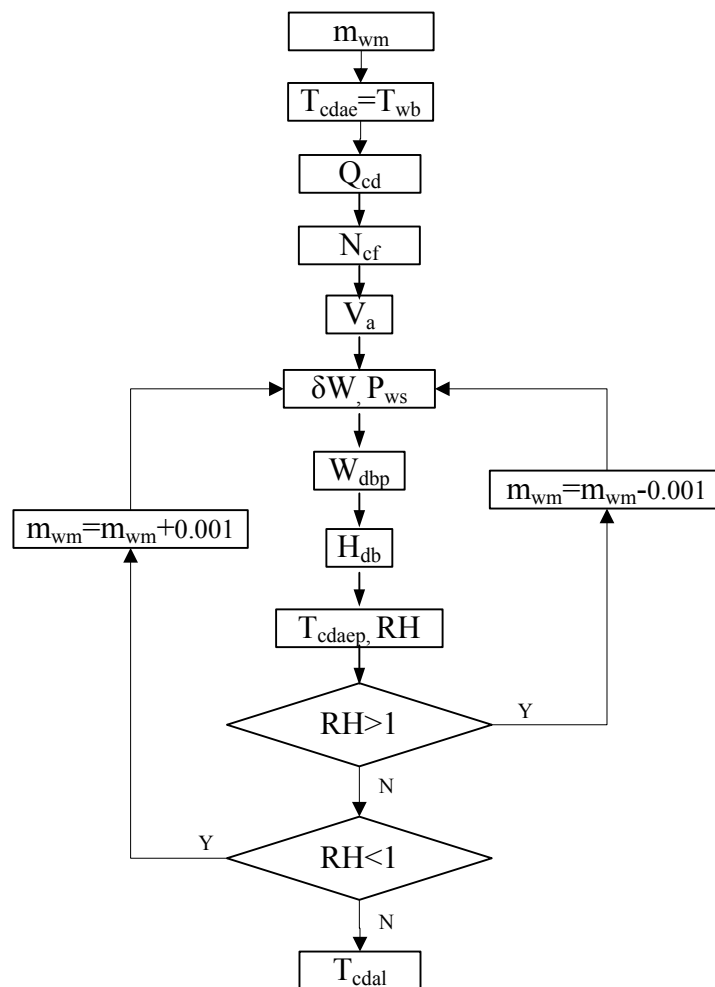 m_wm
T_cdae=T_wb
Q_cd
N_cf
V_a
δW, P_ws
W_dbp
m_wm=m_wm-0.001
m_wm=m_wm+0.001
H_db
T_cdaep, RH
RH>1
Y
N
Y
RH<1
N
T_cdal